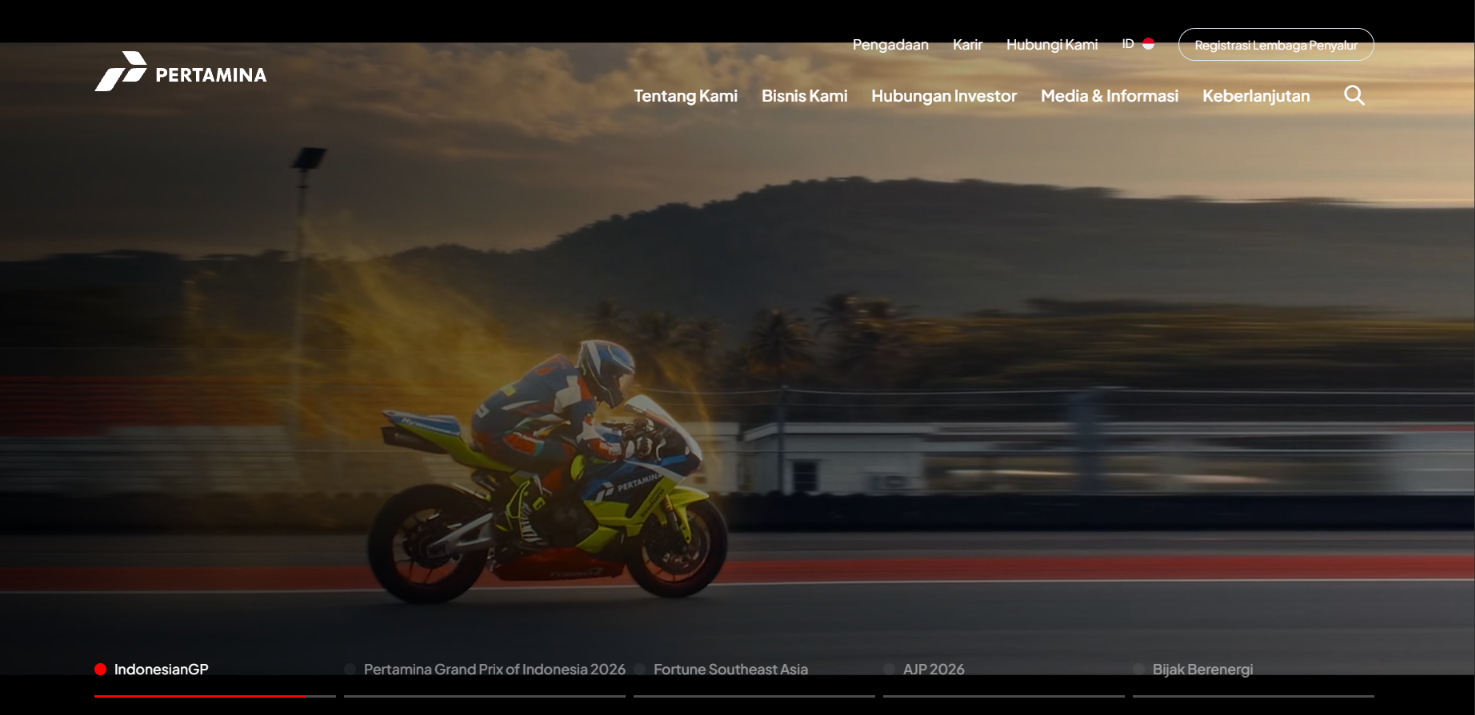 Pengadaan Karir Hubungi Kami ID Registrasi Lembaga Penyalur
PERTAMINA
Tentang Kami Bisnis Kami Hubungan Investor Media & Informasi Keberlanjutan
PERTAMINA
IndonesianGP Pertamina Grand Prix of Indonesia 2026 Fortune Southeast Asia AJP 2026 Bijak Berenergi